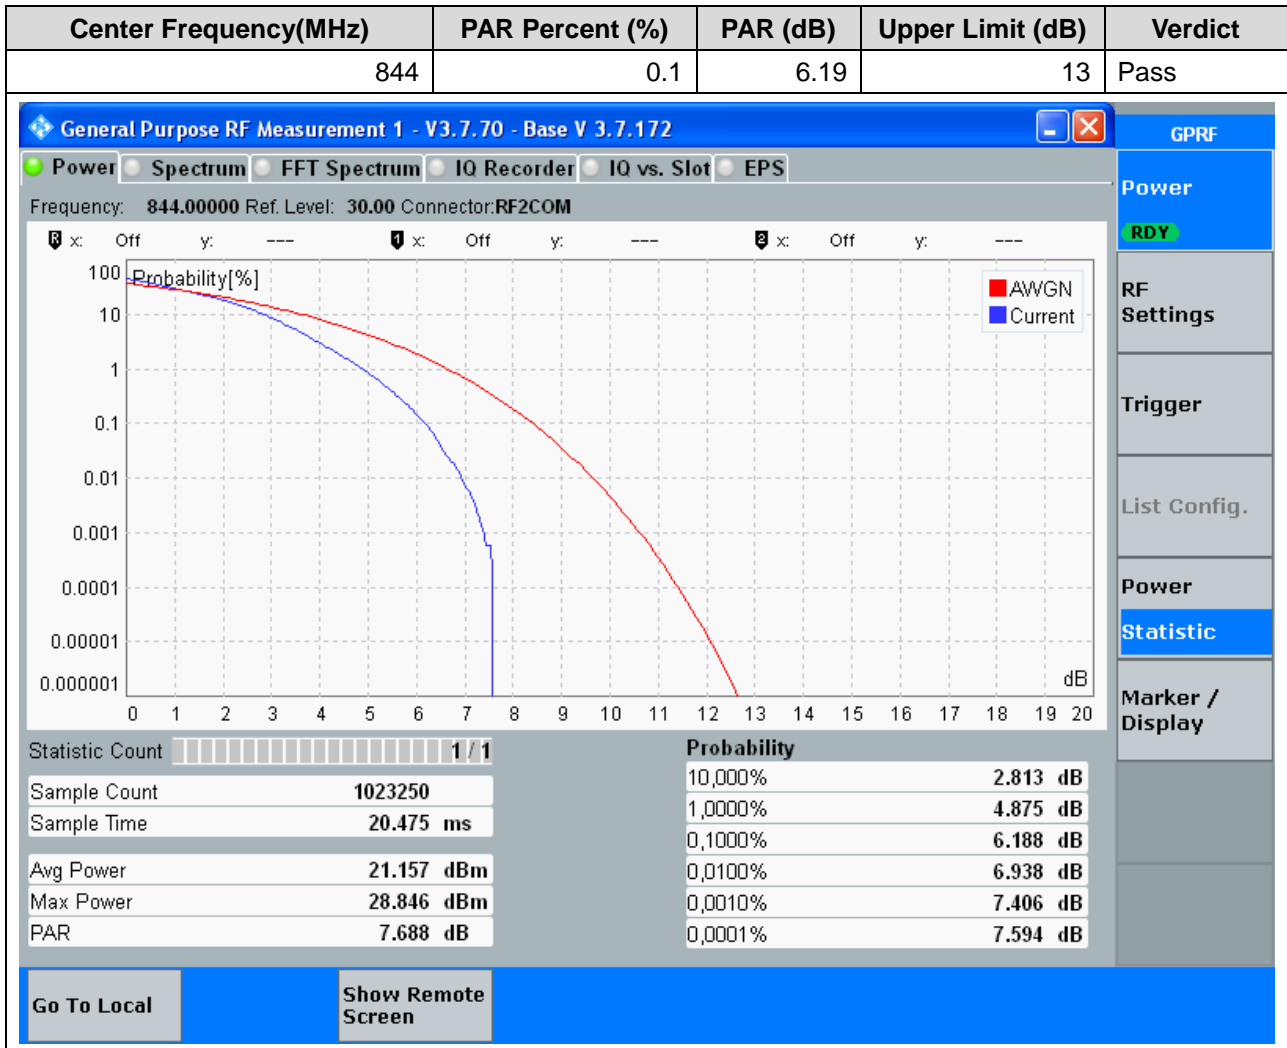 Center Frequency(MHz) PAR Percent (%) PAR (dB) Upper Limit (dB) Verdict
844 0.1 6.19 13 Pass
General Purpose RF Measurement 1 - V3.7.70 - Base V 3.7.172
GPRF
Power Spectrum FFT Spectrum IQ Recorder IQ vs. Slot EPS
Power
RDY
Frequency: 844.00000 Ref. Level: 30.00 Connector:RF2COM
R x: Off y: --- 1 x: Off y: --- 2 x: Off y: ---
Probability[%]
100
10
1
0.1
0.01
0.001
0.0001
0.00001
0.000001
AWGN
Current
dB
0 1 2 3 4 5 6 7 8 9 10 11 12 13 14 15 16 17 18 19 20
RF
Settings
Trigger
List Config.
Power
Statistic
Marker /
Display
Statistic Count 1 / 1
Sample Count 1023250
Sample Time 20.475 ms
Avg Power 21.157 dBm
Max Power 28.846 dBm
PAR 7.688 dB
Probability
10,000% 2.813 dB
1,0000% 4.875 dB
0,1000% 6.188 dB
0,0100% 6.938 dB
0,0010% 7.406 dB
0,0001% 7.594 dB
Go To Local
Show Remote
Screen